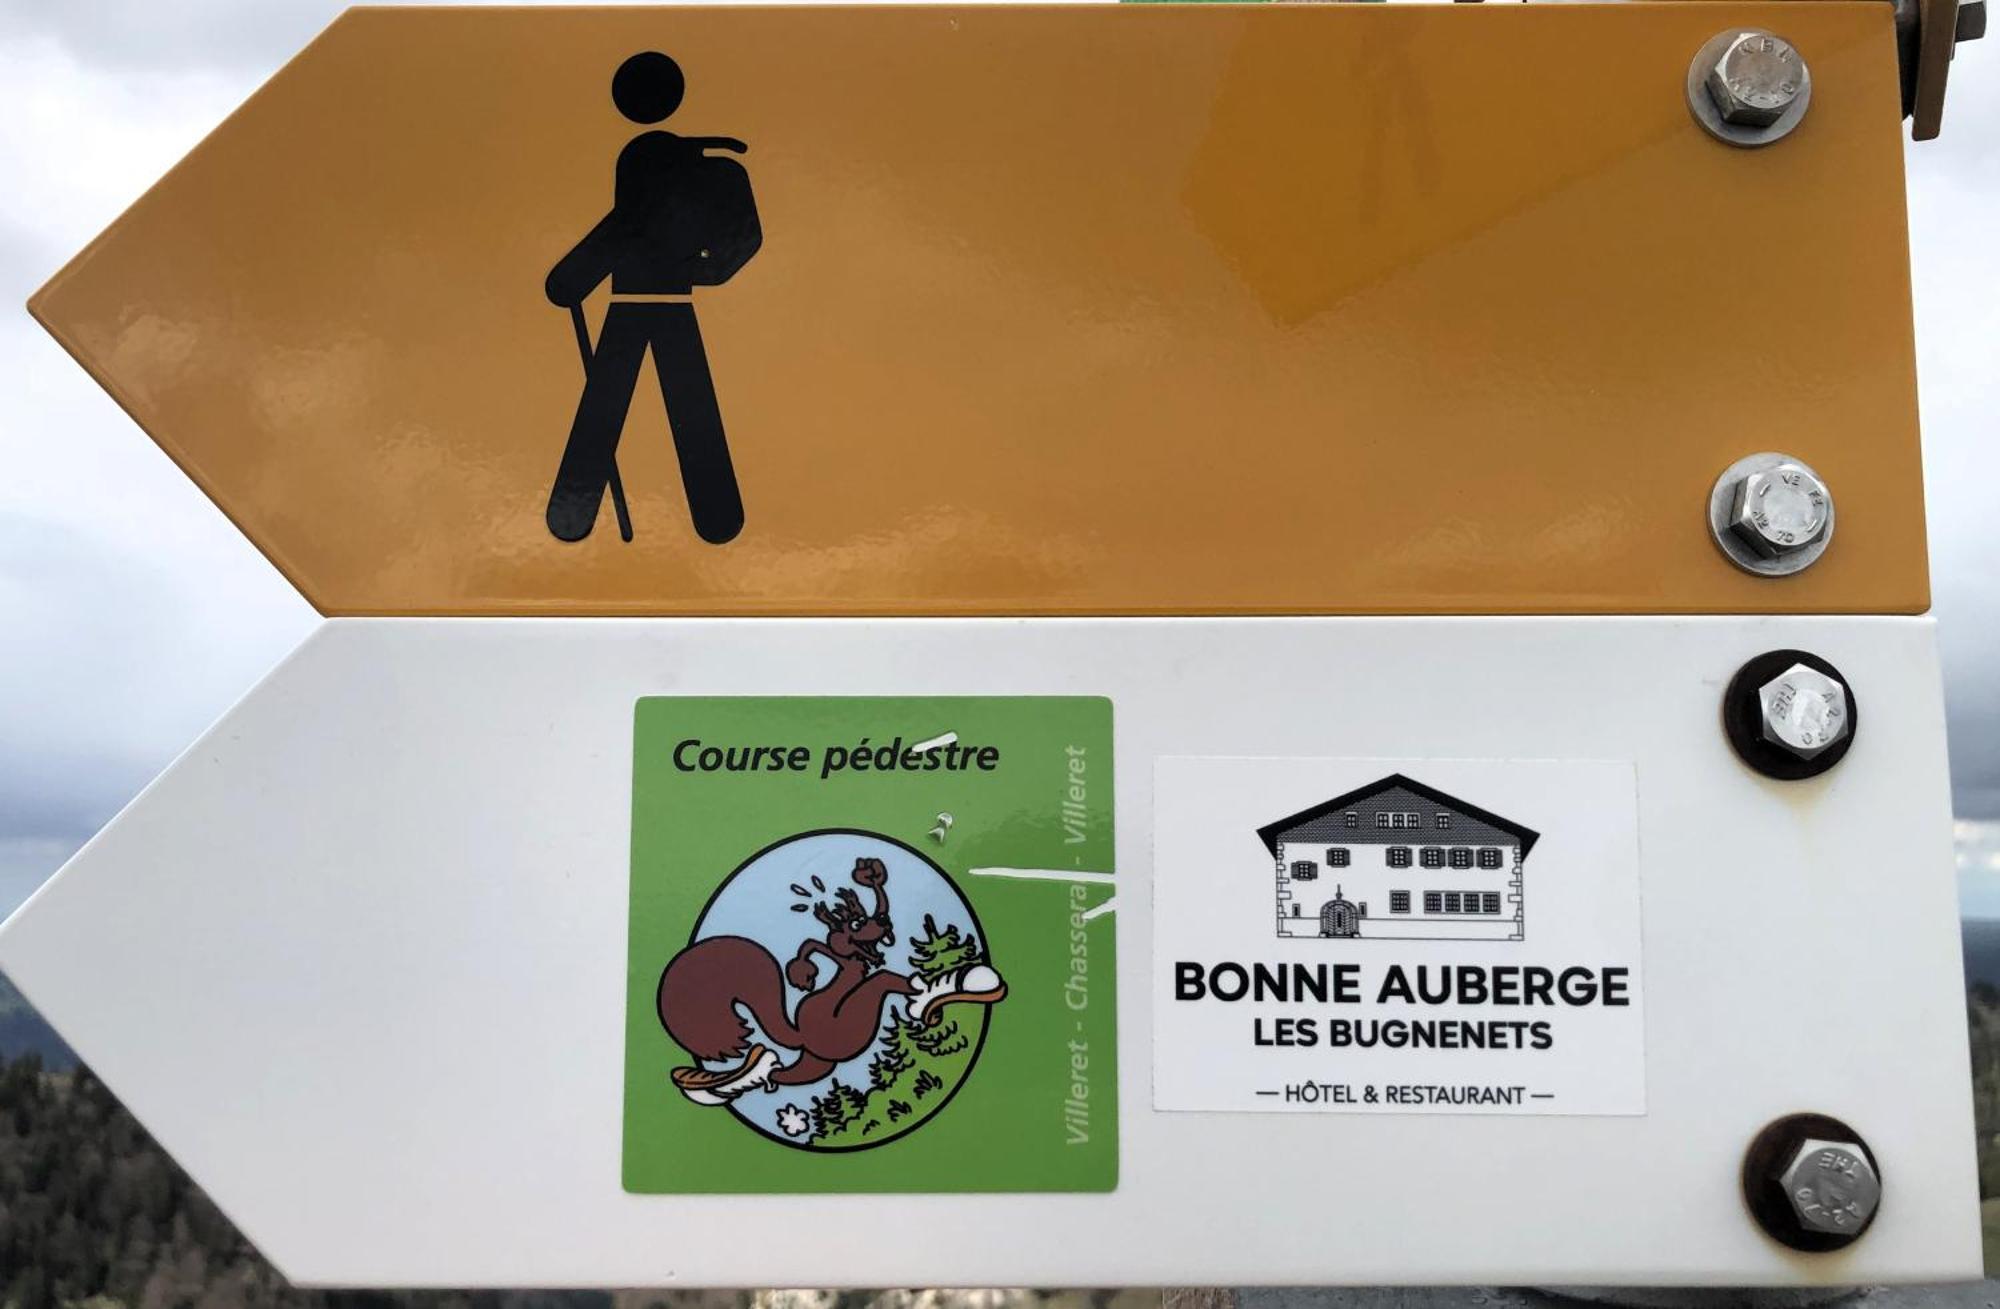 Course pédestre
Villeret - Chasseral - Villeret
BONNE AUBERGE
LES BUGNENETS
— HÔTEL & RESTAURANT —